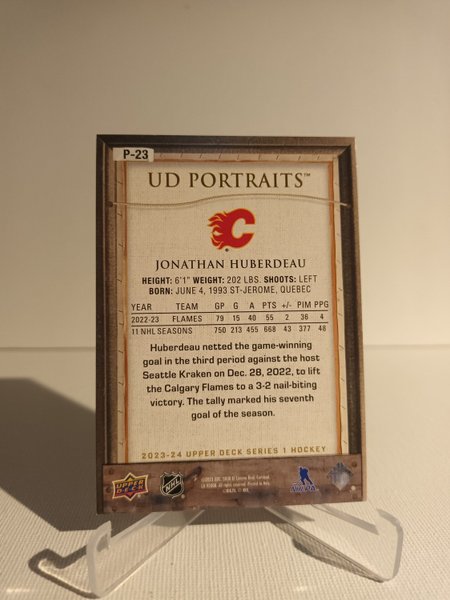 P-23
UD PORTRAITS™
C
JONATHAN HUBERDEAU
HEIGHT: 6'1" WEIGHT: 202 LBS. SHOOTS: LEFT
BORN: JUNE 4, 1993 ST-JEROME, QUEBEC
YEAR TEAM GP G A PTS +/- PIM PPG
2022-23 FLAMES 79 15 40 55 2 36 4
11 NHL SEASONS 750 213 455 668 43 377 48
Huberdeau netted the game-winning
goal in the third period against the host
Seattle Kraken on Dec. 28, 2022, to lift
the Calgary Flames to a 3-2 nail-biting
victory. The tally marked his seventh
goal of the season.
2023-24 UPPER DECK SERIES 1 HOCKEY
UPPER DECK
NHL
NHLPA